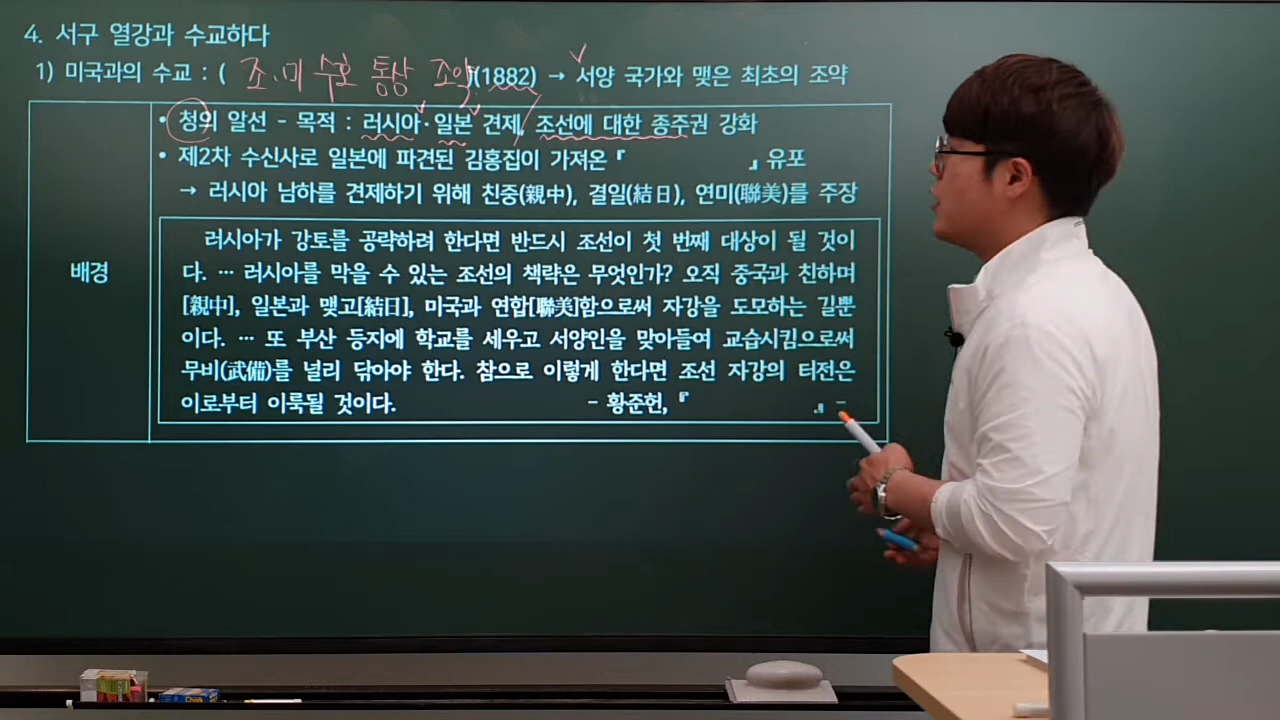 4. 서구 열강과 수교하다
1) 미국과의 수교 : ( 조·미 수호 통상 조약)(1882) → 서양 국가와 맺은 최초의 조약
배경
• 청의 알선 - 목적 : 러시아·일본 견제, 조선에 대한 종주권 강화
• 제2차 수신사로 일본에 파견된 김홍집이 가져온 『 』 유포
→ 러시아 남하를 견제하기 위해 친중(親中), 결일(結日), 연미(聯美)를 주장
러시아가 강토를 공략하려 한다면 반드시 조선이 첫 번째 대상이 될 것이
다. … 러시아를 막을 수 있는 조선의 책략은 무엇인가? 오직 중국과 친하며
[親中], 일본과 맺고[結日], 미국과 연합[聯美]함으로써 자강을 도모하는 길뿐
이다. … 또 부산 등지에 학교를 세우고 서양인을 맞아들여 교습시킴으로써
무비(武備)를 널리 닦아야 한다. 참으로 이렇게 한다면 조선 자강의 터전은
이로부터 이룩될 것이다. - 황준헌, 『 』 -